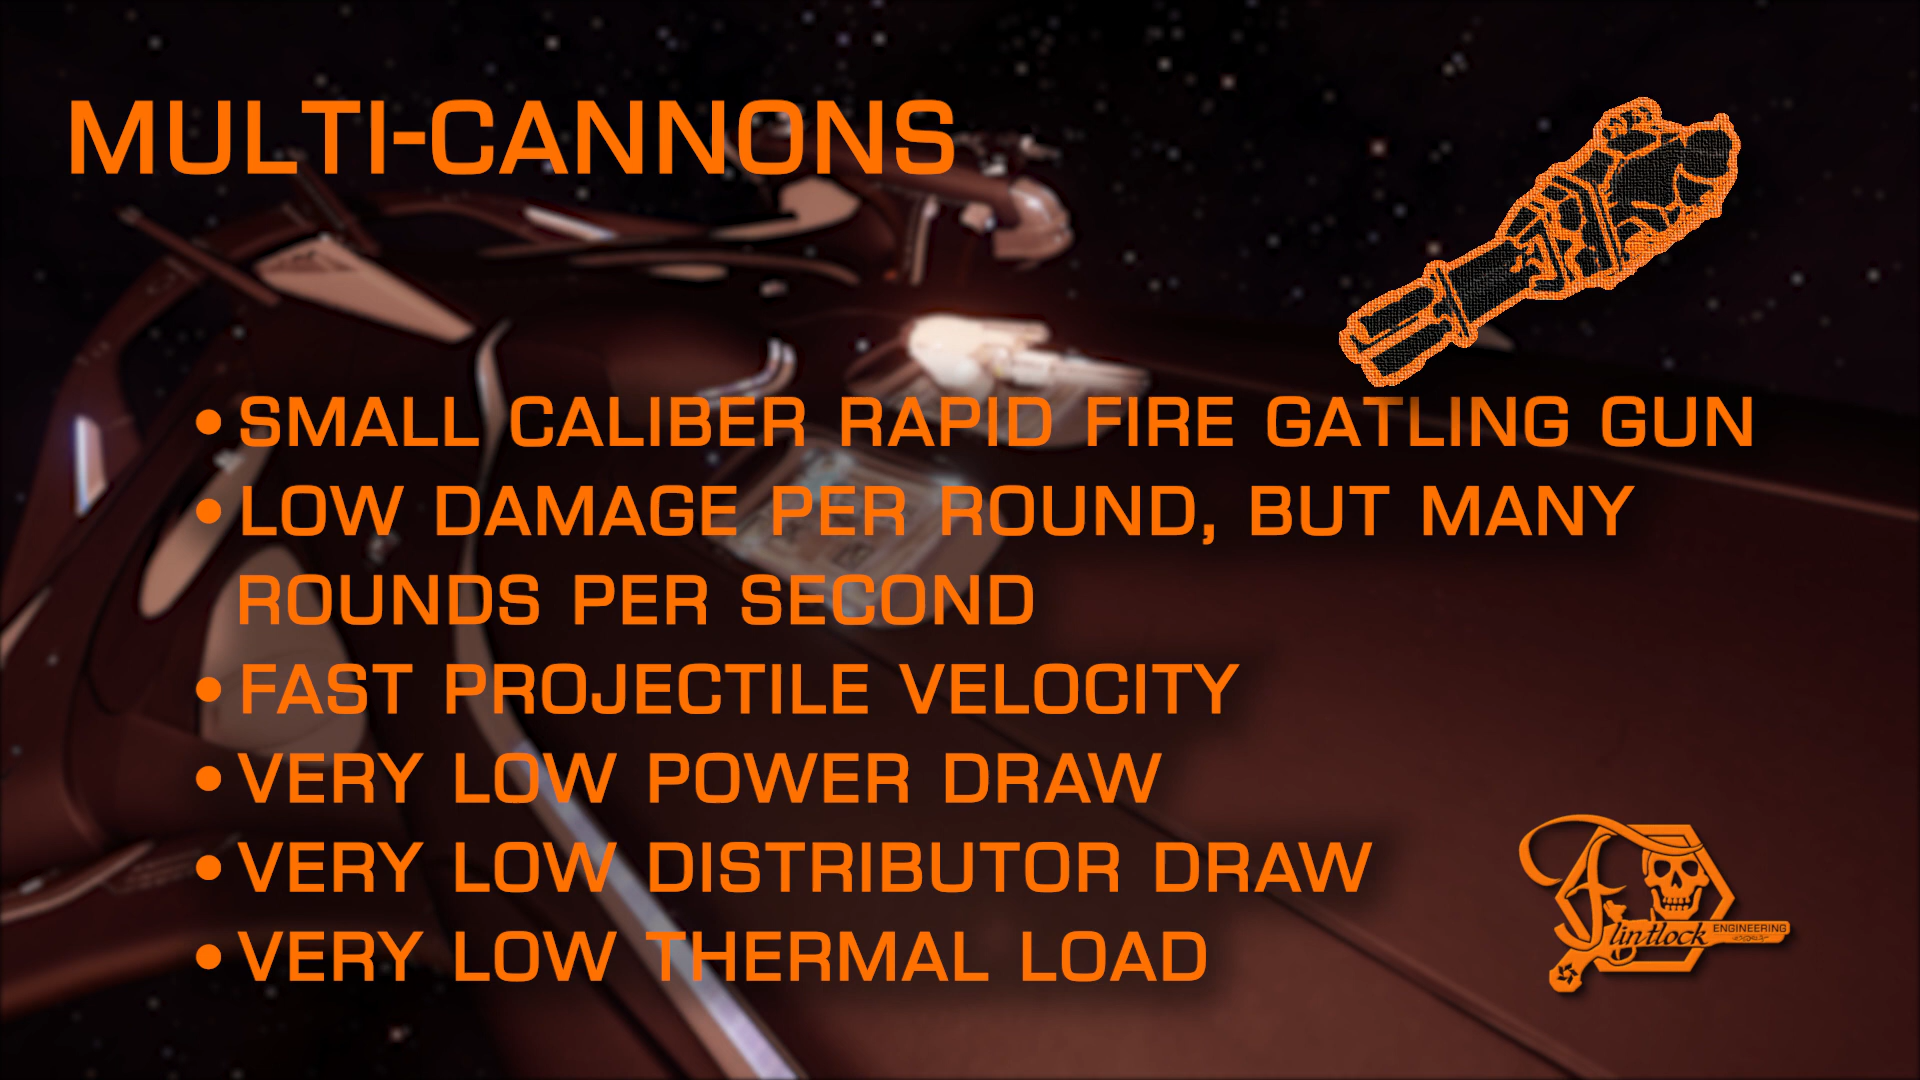 MULTI-CANNONS
• SMALL CALIBER RAPID FIRE GATLING GUN
• LOW DAMAGE PER ROUND, BUT MANY
ROUNDS PER SECOND
• FAST PROJECTILE VELOCITY
• VERY LOW POWER DRAW
• VERY LOW DISTRIBUTOR DRAW
• VERY LOW THERMAL LOAD
Flintlock ENGINEERING